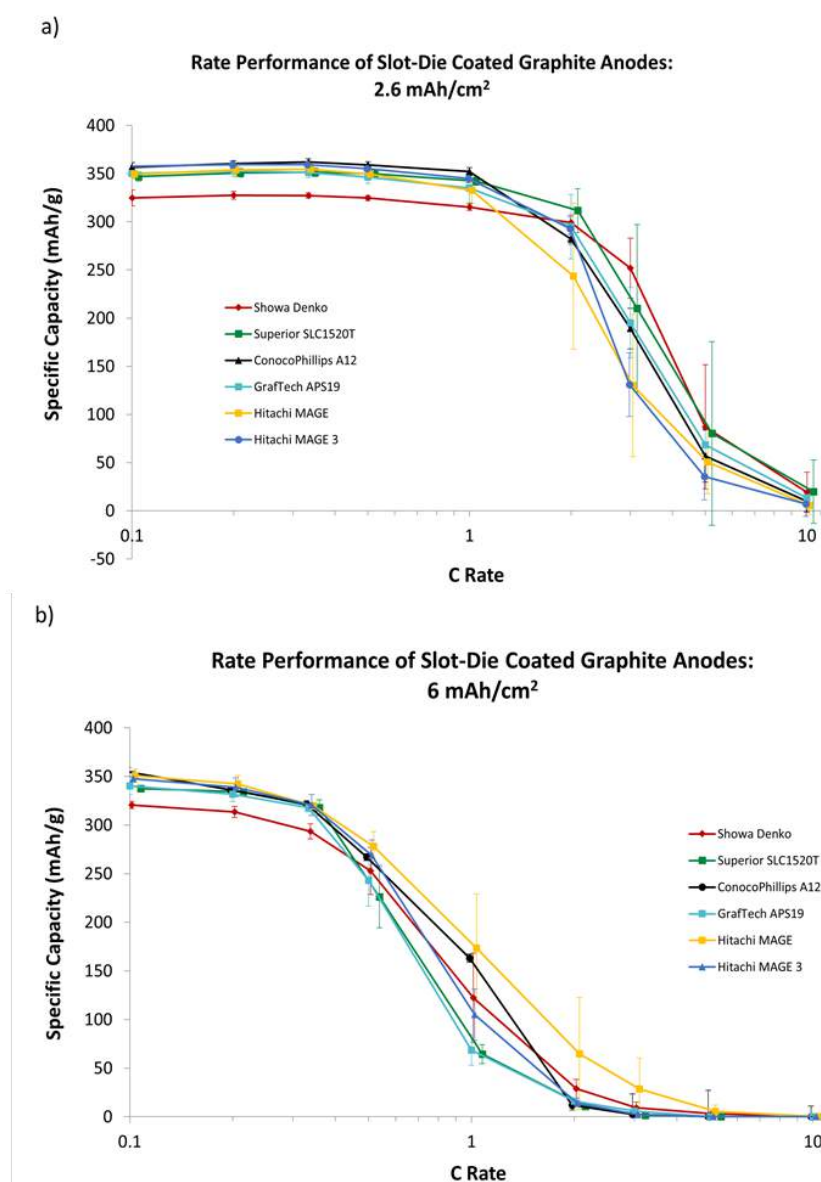 a)
Rate Performance of Slot-Die Coated Graphite Anodes:
2.6 mAh/cm²
Specific Capacity (mAh/g)
400
350
300
250
200
150
100
50
0
-50
0.1
1
10
C Rate
Showa Denko
Superior SLC1520T
ConocoPhillips A12
GrafTech APS19
Hitachi MAGE
Hitachi MAGE 3
b)
Rate Performance of Slot-Die Coated Graphite Anodes:
6 mAh/cm²
Specific Capacity (mAh/g)
400
350
300
250
200
150
100
50
0
0.1
1
10
C Rate
Showa Denko
Superior SLC1520T
ConocoPhillips A12
GrafTech APS19
Hitachi MAGE
Hitachi MAGE 3